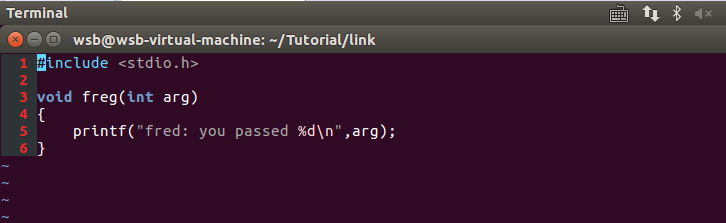 Terminal
wsb@wsb-virtual-machine: ~/Tutorial/link
1 #include <stdio.h>
2
3 void freg(int arg)
4 {
5     printf("fred: you passed %d\n",arg);
6 }
~
~
~
~